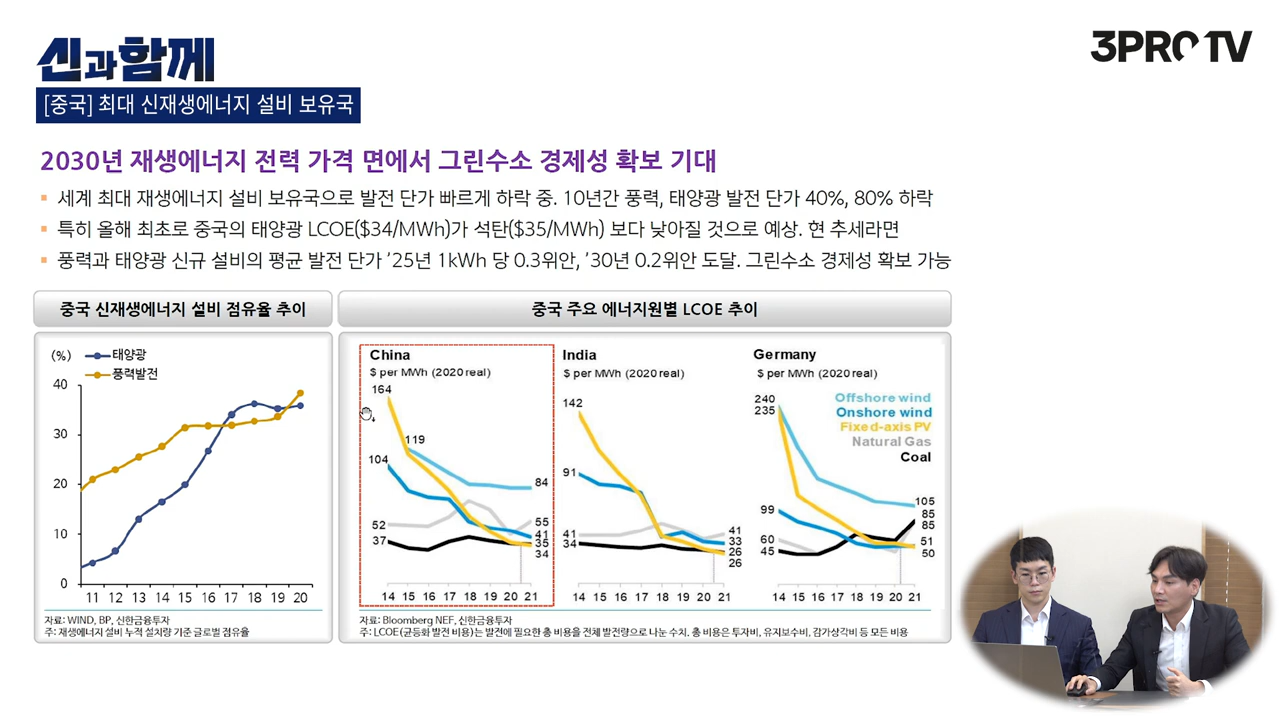 신과함께
3PRO TV
[중국] 최대 신재생에너지 설비 보유국
2030년 재생에너지 전력 가격 면에서 그린수소 경제성 확보 기대
▪ 세계 최대 재생에너지 설비 보유국으로 발전 단가 빠르게 하락 중. 10년간 풍력, 태양광 발전 단가 40%, 80% 하락
▪ 특히 올해 최초로 중국의 태양광 LCOE($34/MWh)가 석탄($35/MWh) 보다 낮아질 것으로 예상. 현 추세라면
▪ 풍력과 태양광 신규 설비의 평균 발전 단가 ’25년 1kWh 당 0.3위안, ’30년 0.2위안 도달. 그린수소 경제성 확보 가능
중국 신재생에너지 설비 점유율 추이
(%)
태양광
풍력발전
40
30
20
10
0
11 12 13 14 15 16 17 18 19 20
자료: WIND, BP, 신한금융투자
주: 재생에너지 설비 누적 설치량 기준 글로벌 점유율
중국 주요 에너지원별 LCOE 추이
China
$ per MWh (2020 real)
164
119
104
52
37
84
55
41
35
34
14 15 16 17 18 19 20 21
India
$ per MWh (2020 real)
142
91
41
34
41
33
26
26
14 15 16 17 18 19 20 21
Germany
$ per MWh (2020 real)
240
235
Offshore wind
Onshore wind
Fixed-axis PV
Natural Gas
Coal
99
60
45
105
85
85
51
50
14 15 16 17 18 19 20 21
자료: Bloomberg NEF, 신한금융투자
주: LCOE(균등화 발전 비용)는 발전에 필요한 총 비용을 전체 발전량으로 나눈 수치. 총 비용은 투자비, 유지보수비, 감가상각비 등 모든 비용